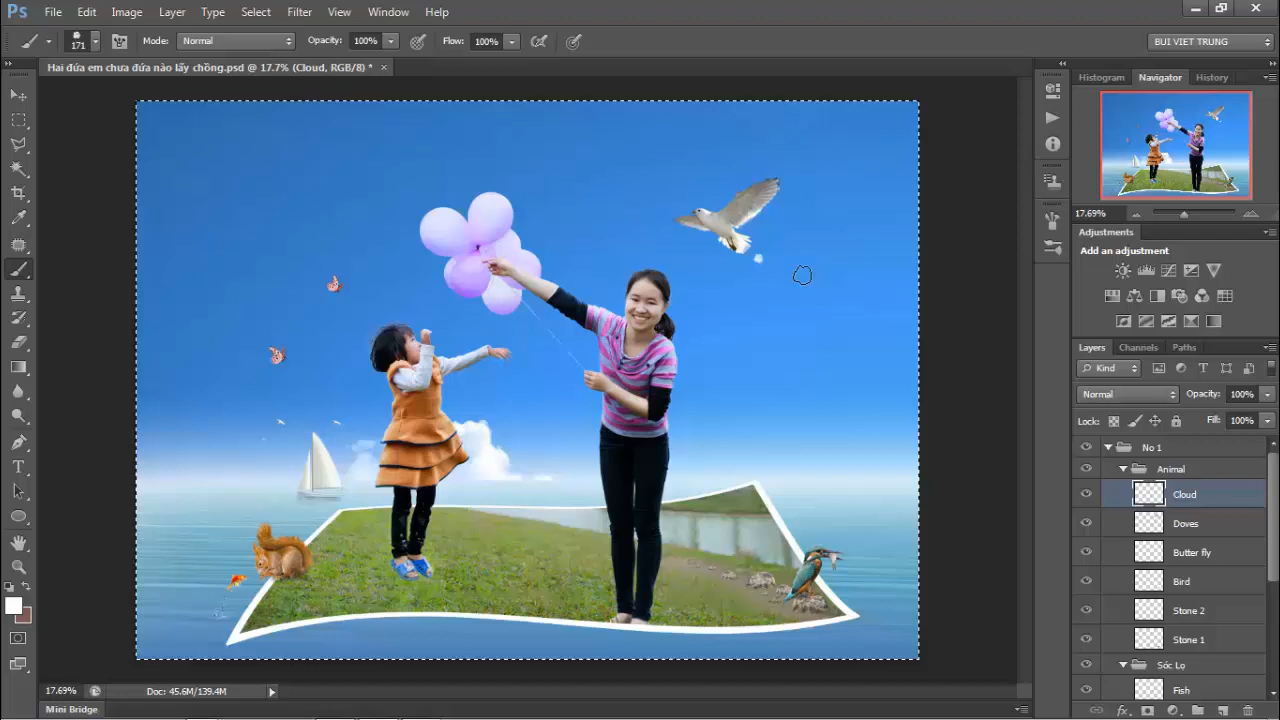 Ps File Edit Image Layer Type Select Filter View Window Help
171 Mode: Normal Opacity: 100% Flow: 100% BUI VIET TRUNG
Hai đứa em chưa đứa nào lấy chồng.psd @ 17.7% (Cloud, RGB/8) * ×
Histogram Navigator History
17.69%
Adjustments
Add an adjustment
Layers Channels Paths
Kind
Normal Opacity: 100%
Lock: Fill: 100%
No 1
Animal
Cloud
Doves
Butter fly
Bird
Stone 2
Stone 1
Sóc Lọ
Fish
17.69% Doc: 45.6M/139.4M
Mini Bridge